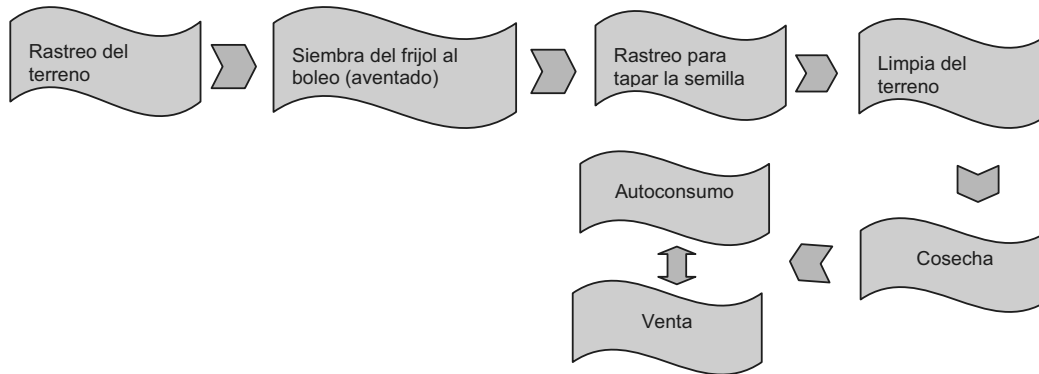 Rastreo del
terreno
Siembra del frijol al
boleo (aventado)
Rastreo para
tapar la semilla
Limpia del
terreno
Autoconsumo
Cosecha
Venta